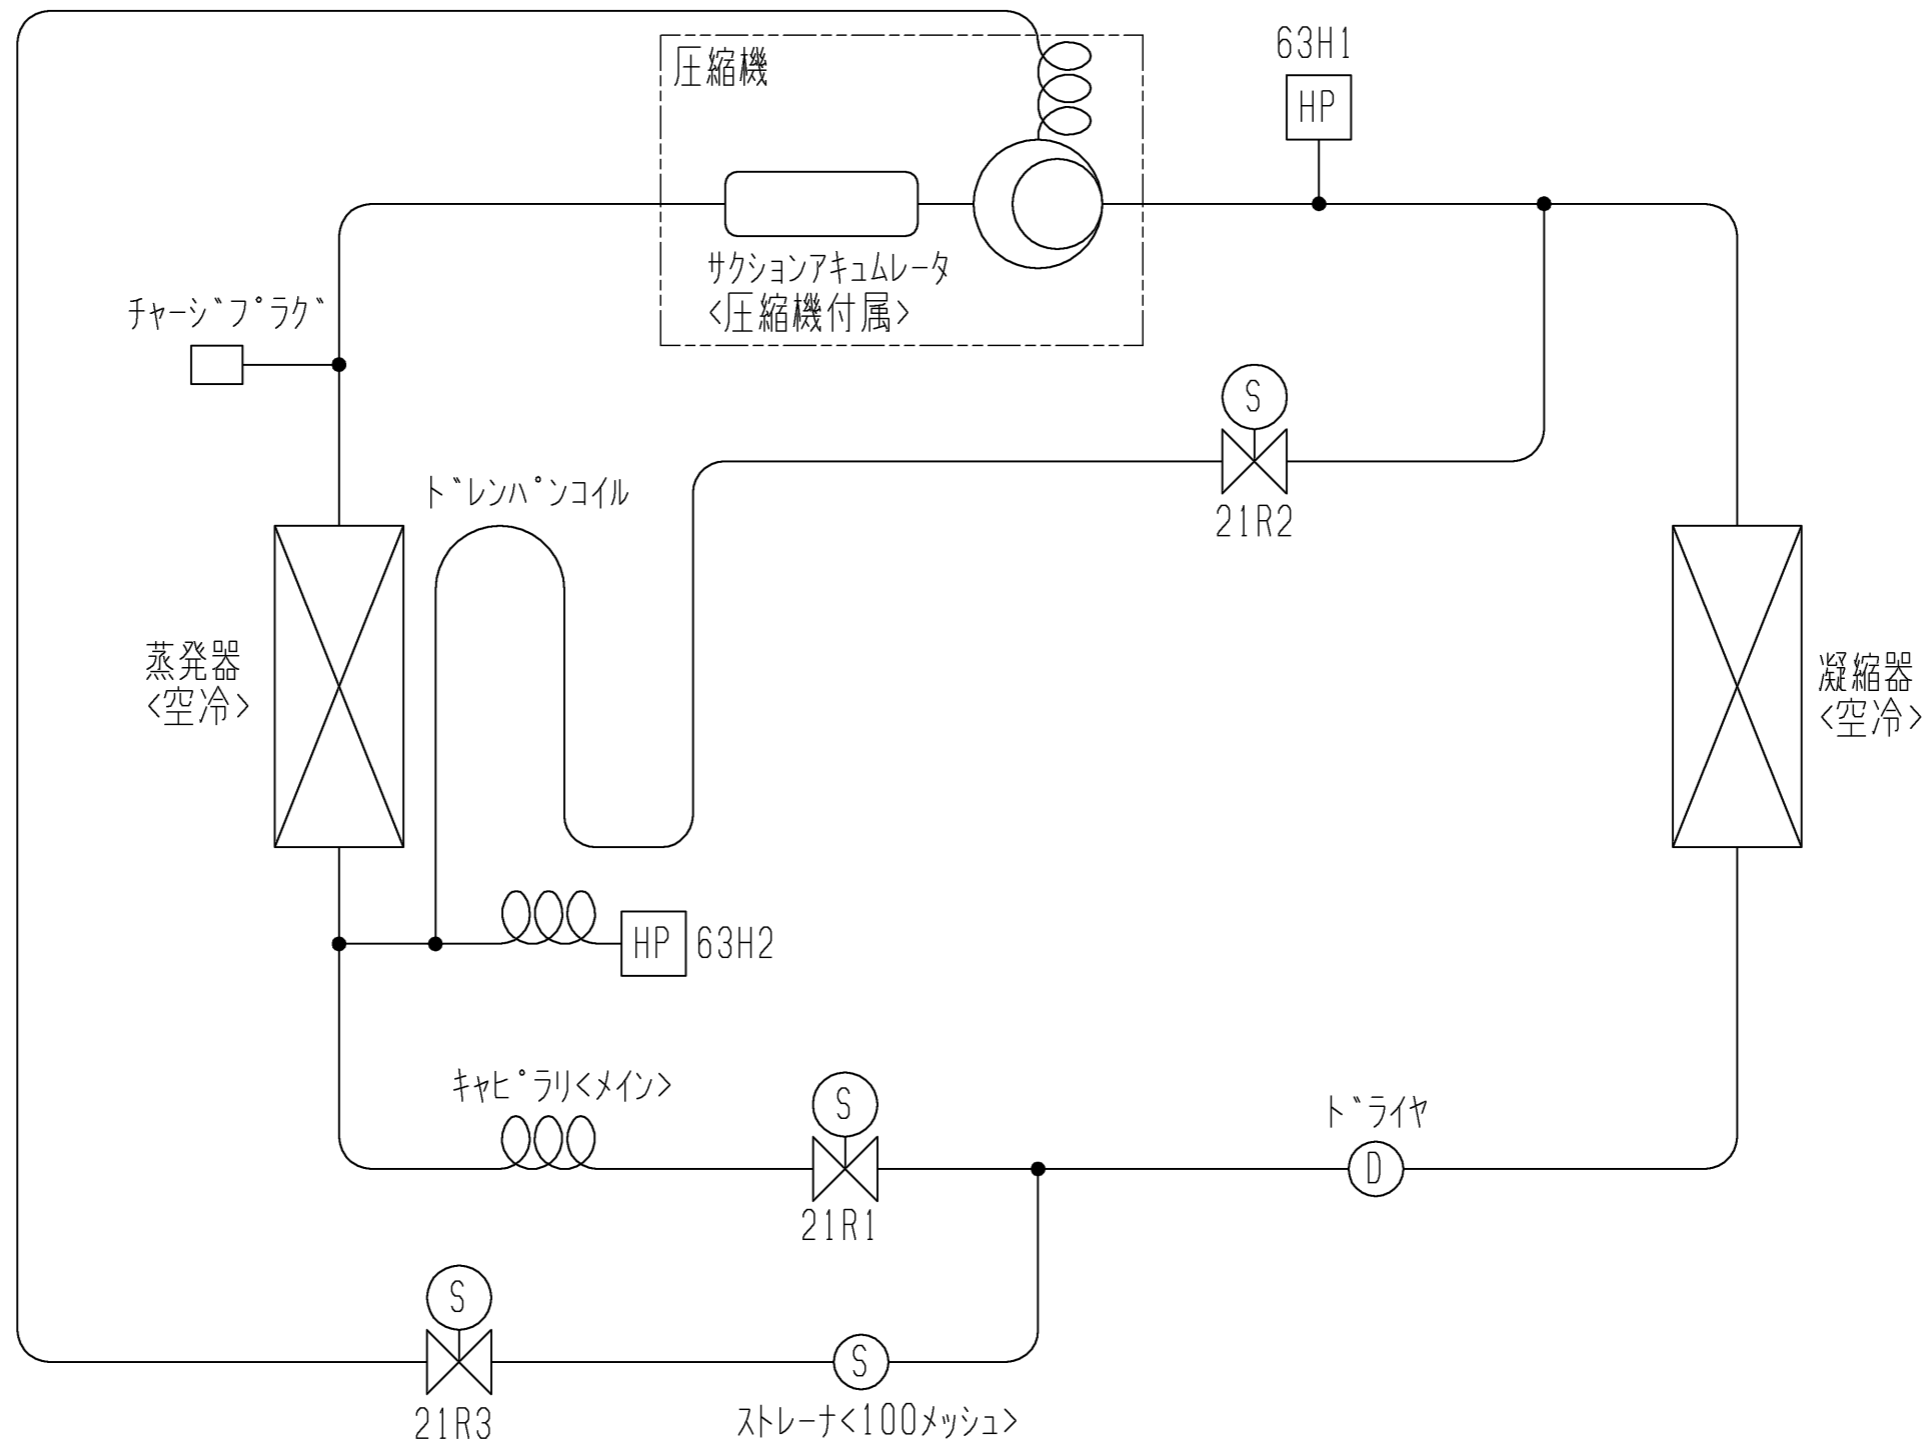 63H1
圧縮機
HP
サクションアキュムレータ
<圧縮機付属>
チャージプラグ
S
21R2
ドレンパンコイル
蒸発器
<空冷>
凝縮器
<空冷>
HP 63H2
キャピラリ<メイン>
S
21R1
ドライヤ
D
S
21R3
S
ストレーナ<100メッシュ>